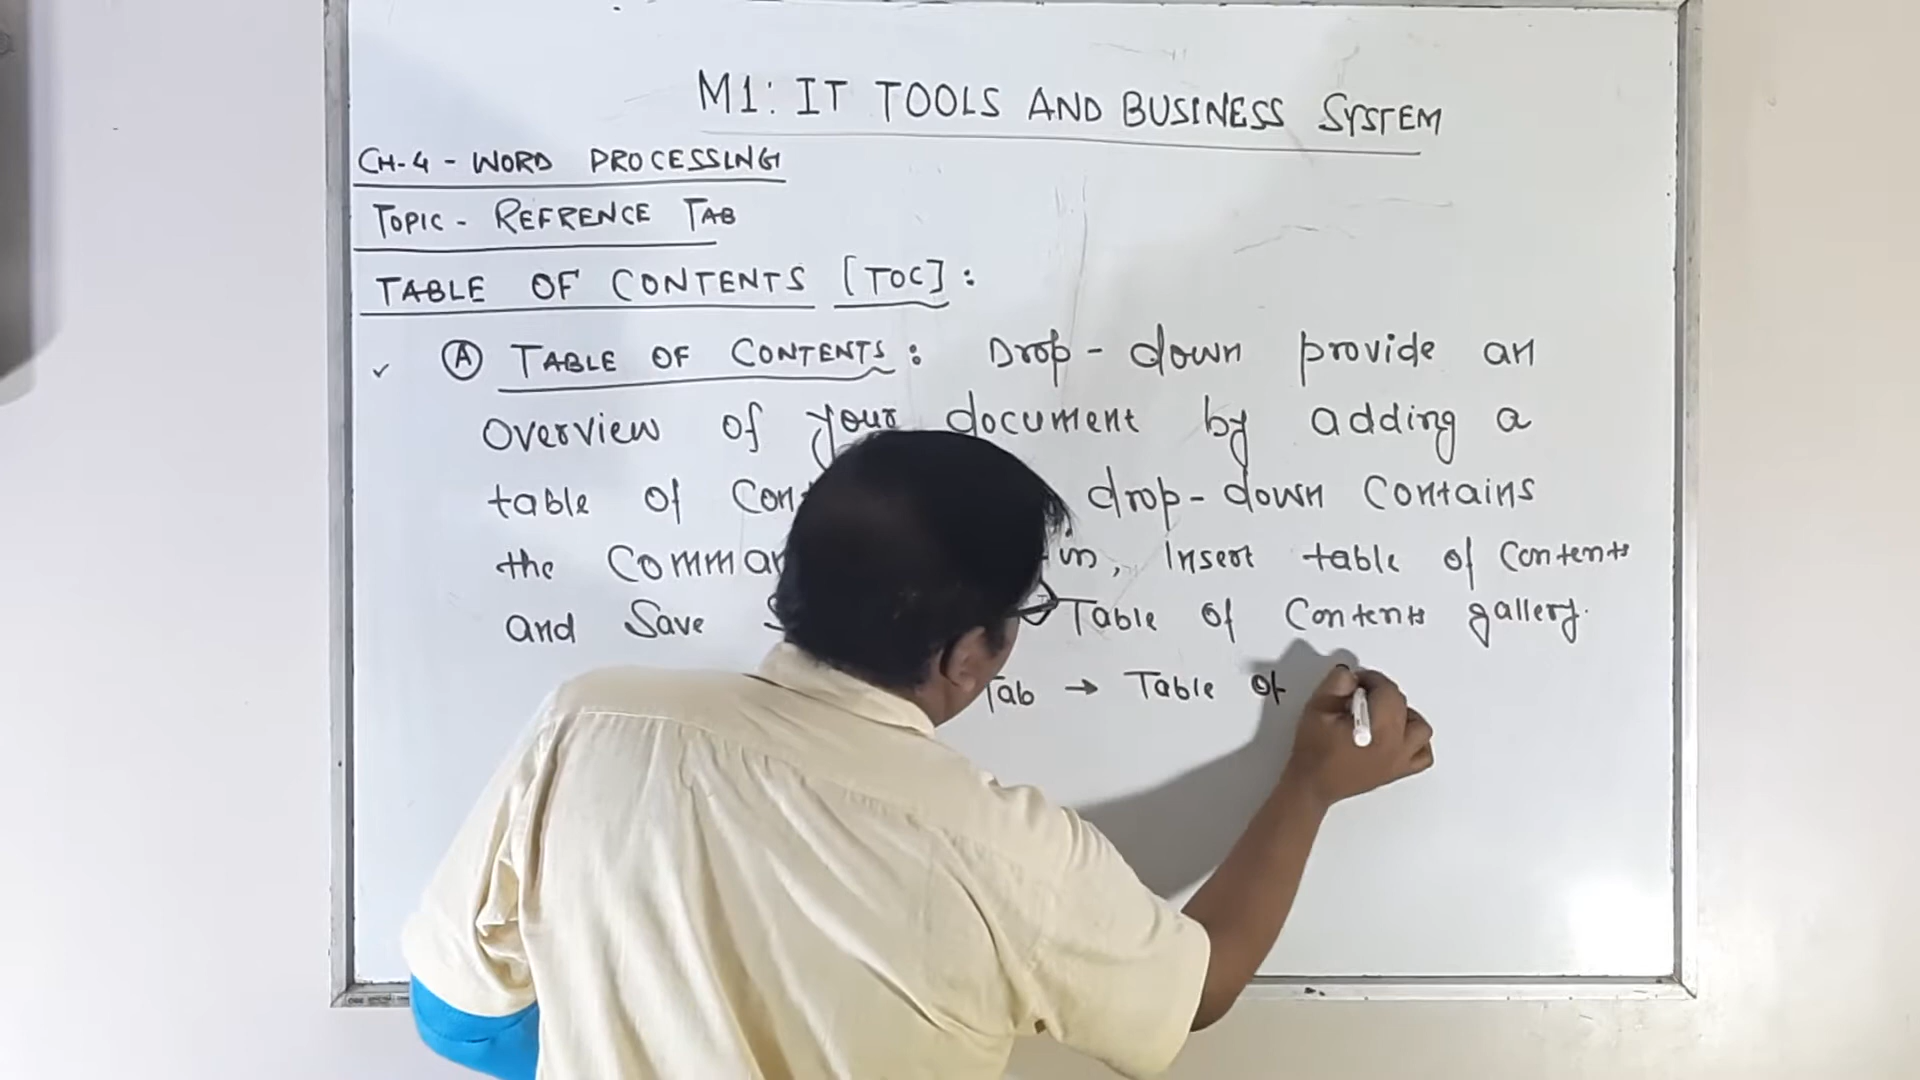 M1: IT TOOLS AND BUSINESS SYSTEM
CH-4 - WORD PROCESSING
TOPIC - REFRENCE TAB
TABLE OF CONTENTS [TOC] :
✓ Ⓐ TABLE OF CONTENTS : Drop-down provide an
overview of your document by adding a
table of drop-down Contains
the Insert table of Contents
and Save Table of Contents gallery.
Tab → Table of